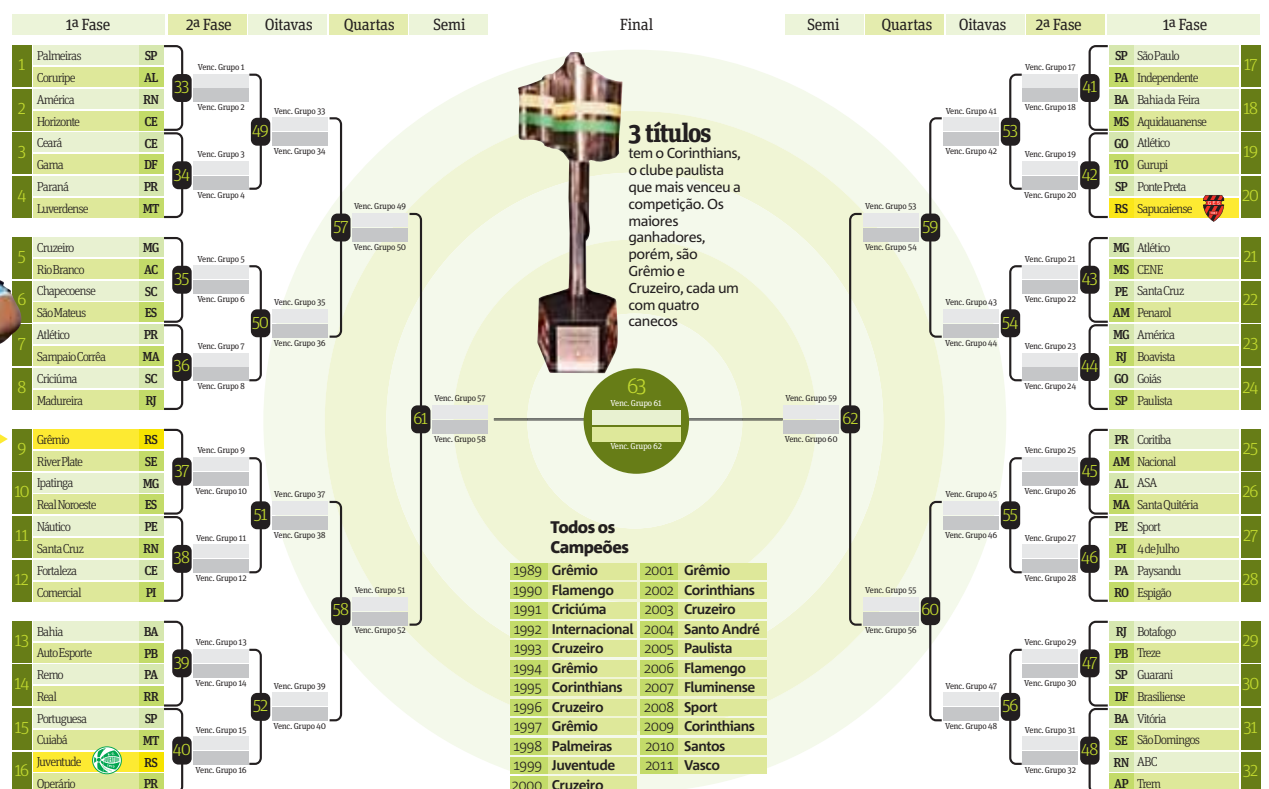 1ª Fase 2ª Fase Oitavas Quartas Semi Final Semi Quartas Oitavas 2ª Fase 1ª Fase
1
Palmeiras SP
Coruripe AL
2
América RN
Horizonte CE
3
Ceará CE
Gama DF
4
Paraná PR
Luverdense MT
5
Cruzeiro MG
Rio Branco AC
6
Chapecoense SC
São Mateus ES
7
Atlético PR
Sampaio Corrêa MA
8
Criciúma SC
Madureira RJ
9
Grêmio RS
River Plate SE
10
Ipatinga MG
Real Noroeste ES
11
Náutico PE
Santa Cruz RN
12
Fortaleza CE
Comercial PI
13
Bahia BA
Auto Esporte PB
14
Remo PA
Real RR
15
Portuguesa SP
Cuiabá MT
16
Juventude RS
Operário PR
33
Venc. Grupo 1
Venc. Grupo 2
34
Venc. Grupo 3
Venc. Grupo 4
35
Venc. Grupo 5
Venc. Grupo 6
36
Venc. Grupo 7
Venc. Grupo 8
37
Venc. Grupo 9
Venc. Grupo 10
38
Venc. Grupo 11
Venc. Grupo 12
39
Venc. Grupo 13
Venc. Grupo 14
40
Venc. Grupo 15
Venc. Grupo 16
49
Venc. Grupo 33
Venc. Grupo 34
50
Venc. Grupo 35
Venc. Grupo 36
51
Venc. Grupo 37
Venc. Grupo 38
52
Venc. Grupo 39
Venc. Grupo 40
57
Venc. Grupo 49
Venc. Grupo 50
58
Venc. Grupo 51
Venc. Grupo 52
61
Venc. Grupo 57
Venc. Grupo 58
3 títulos
tem o Corinthians,
o clube paulista
que mais venceu a
competição. Os
maiores
ganhadores,
porém, são
Grêmio e
Cruzeiro, cada um
com quatro
canecos
63
Venc. Grupo 61
Venc. Grupo 62
Todos os
Campeões
1989 Grêmio
1990 Flamengo
1991 Criciúma
1992 Internacional
1993 Cruzeiro
1994 Grêmio
1995 Corinthians
1996 Cruzeiro
1997 Grêmio
1998 Palmeiras
1999 Juventude
2000 Cruzeiro
2001 Grêmio
2002 Corinthians
2003 Cruzeiro
2004 Santo André
2005 Paulista
2006 Flamengo
2007 Fluminense
2008 Sport
2009 Corinthians
2010 Santos
2011 Vasco
Venc. Grupo 59
Venc. Grupo 60
62
Venc. Grupo 53
Venc. Grupo 54
59
Venc. Grupo 55
Venc. Grupo 56
60
Venc. Grupo 41
Venc. Grupo 42
53
Venc. Grupo 43
Venc. Grupo 44
54
Venc. Grupo 45
Venc. Grupo 46
55
Venc. Grupo 47
Venc. Grupo 48
56
Venc. Grupo 17
Venc. Grupo 18
41
Venc. Grupo 19
Venc. Grupo 20
42
Venc. Grupo 21
Venc. Grupo 22
43
Venc. Grupo 23
Venc. Grupo 24
44
Venc. Grupo 25
Venc. Grupo 26
45
Venc. Grupo 27
Venc. Grupo 28
46
Venc. Grupo 29
Venc. Grupo 30
47
Venc. Grupo 31
Venc. Grupo 32
48
SP São Paulo
PA Independente
17
BA Bahia da Feira
MS Aquidauanense
18
GO Atlético
TO Gurupi
19
SP Ponte Preta
RS Sapucaiense
20
MG Atlético
MS CENE
21
PE Santa Cruz
AM Penarol
22
MG América
RJ Boavista
23
GO Goiás
SP Paulista
24
PR Coritiba
AM Nacional
25
AL ASA
MA Santa Quitéria
26
PE Sport
PI 4 de Julho
27
PA Paysandu
RO Espigão
28
RJ Botafogo
PB Treze
29
SP Guarani
DF Brasiliense
30
BA Vitória
SE São Domingos
31
RN ABC
AP Trem
32